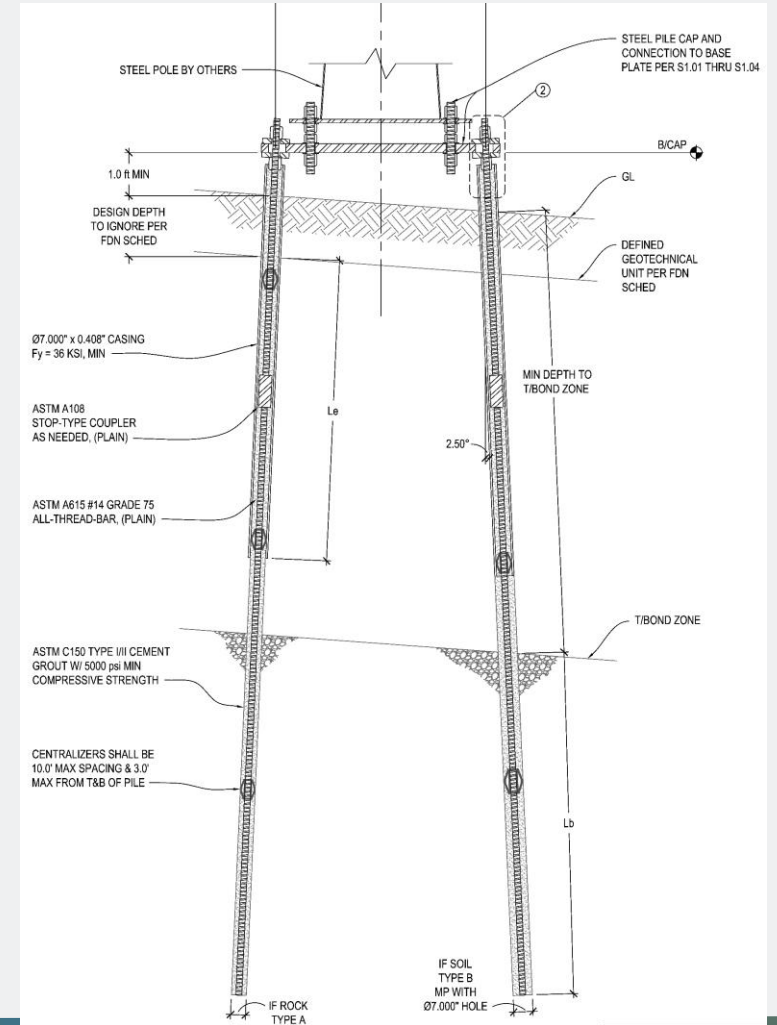 STEEL POLE BY OTHERS
STEEL PILE CAP AND
CONNECTION TO BASE
PLATE PER S1.01 THRU S1.04
2
B/CAP
1.0 ft MIN
GL
DESIGN DEPTH
TO IGNORE PER
FDN SCHED
DEFINED
GEOTECHNICAL
UNIT PER FDN
SCHED
Ø7.000" x 0.408" CASING
Fy = 36 KSI, MIN
MIN DEPTH TO
T/BOND ZONE
ASTM A108
STOP-TYPE COUPLER
AS NEEDED, (PLAIN)
Le
2.50°
ASTM A615 #14 GRADE 75
ALL-THREAD-BAR, (PLAIN)
T/BOND ZONE
ASTM C150 TYPE I/II CEMENT
GROUT W/ 5000 psi MIN
COMPRESSIVE STRENGTH
CENTRALIZERS SHALL BE
10.0' MAX SPACING & 3.0'
MAX FROM T&B OF PILE
Lb
IF ROCK
TYPE A
IF SOIL
TYPE B
MP WITH
Ø7.000" HOLE